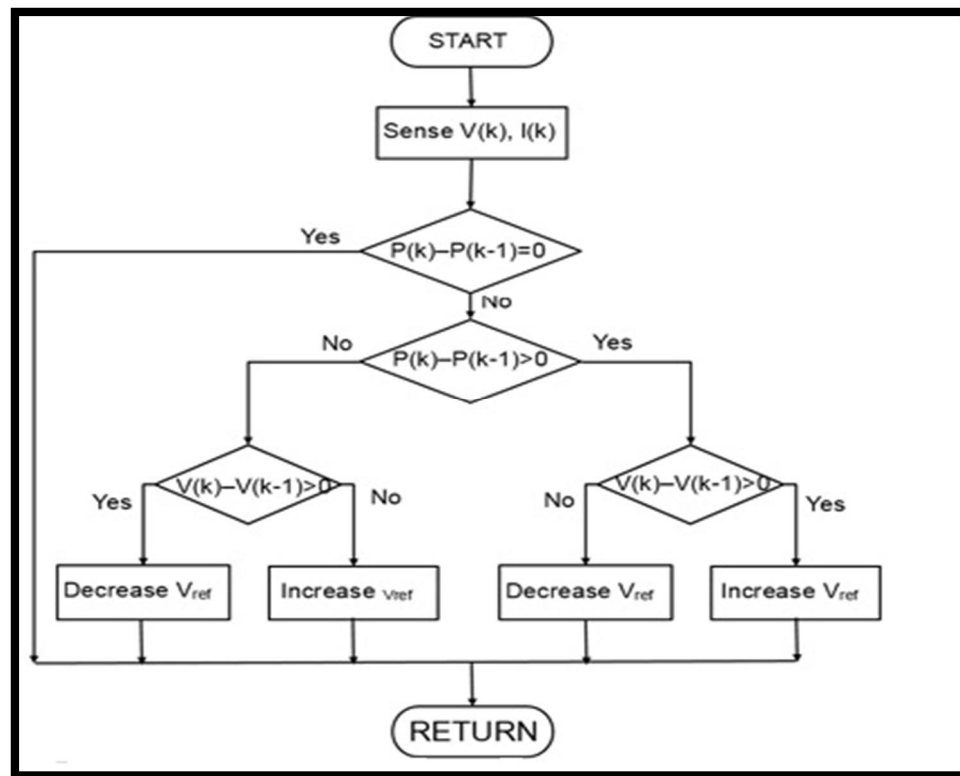 START
Sense V(k), I(k)
Yes
P(k)–P(k-1)=0
No
No
P(k)–P(k-1)>0
Yes
Yes
V(k)–V(k-1)>0
No
No
V(k)–V(k-1)>0
Yes
Decrease Vref
Increase Vref
Decrease Vref
Increase Vref
RETURN